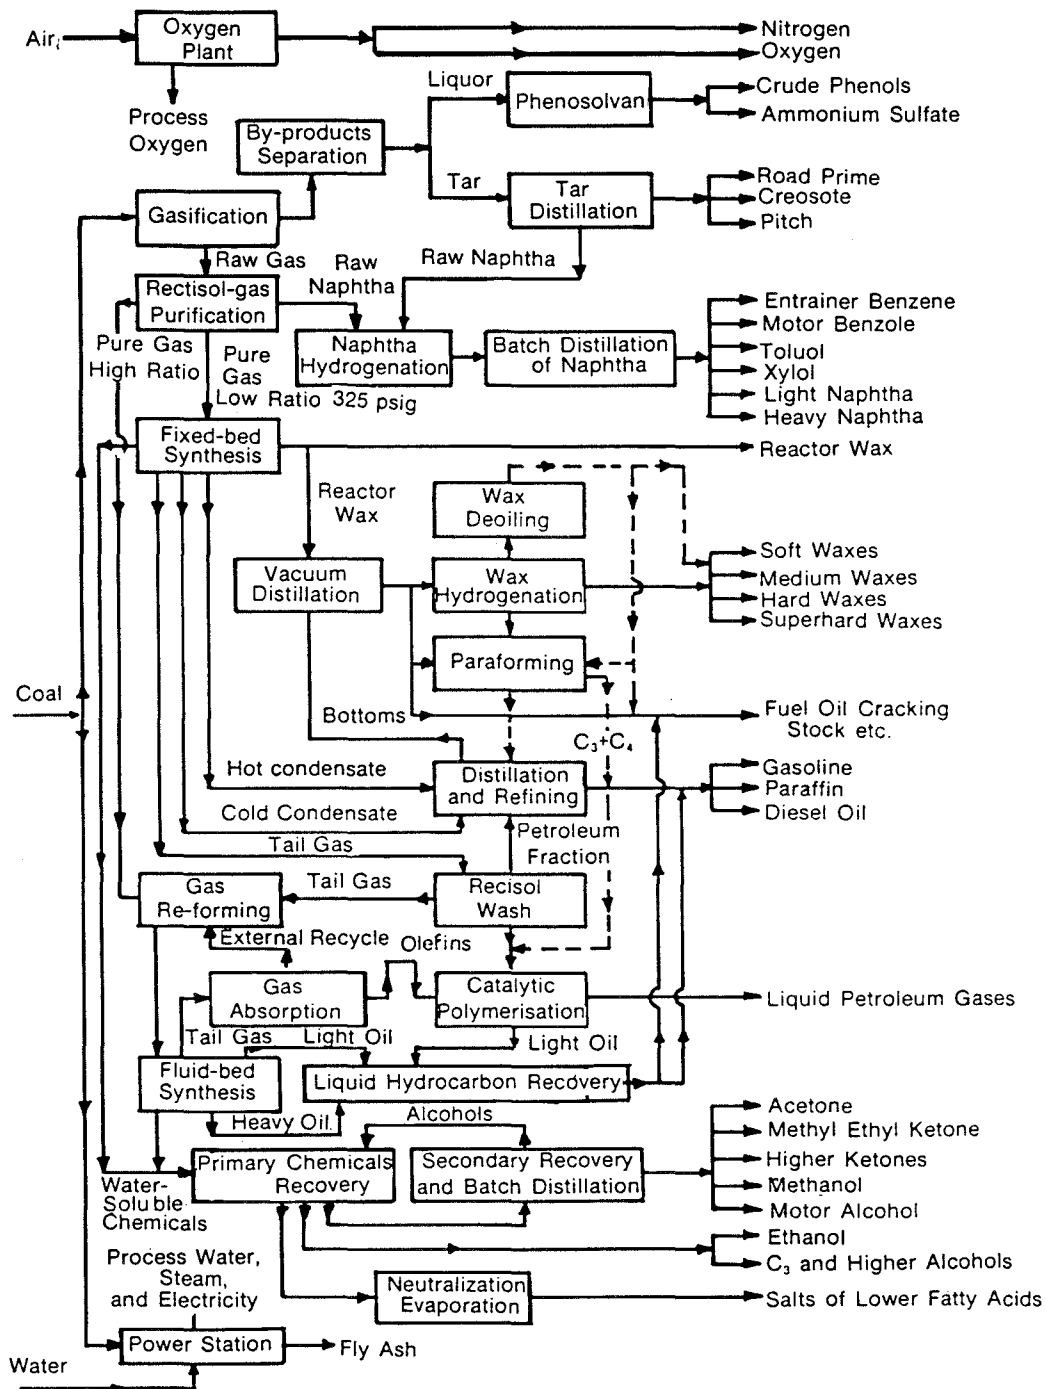 Air
Oxygen
Plant
Nitrogen
Oxygen
Process
Oxygen
Liquor
Phenosolvan
Crude Phenols
Ammonium Sulfate
By-products
Separation
Tar
Tar
Distillation
Road Prime
Creosote
Pitch
Gasification
Raw Gas
Raw
Naphtha
Raw Naphtha
Rectisol-gas
Purification
Pure Gas
High Ratio
Pure
Gas
Low Ratio 325 psig
Naphtha
Hydrogenation
Batch Distillation
of Naphtha
Entrainer Benzene
Motor Benzole
Toluol
Xylol
Light Naphtha
Heavy Naphtha
Fixed-bed
Synthesis
Reactor Wax
Reactor
Wax
Wax
Deoiling
Vacuum
Distillation
Wax
Hydrogenation
Soft Waxes
Medium Waxes
Hard Waxes
Superhard Waxes
Paraforming
Coal
Bottoms
Fuel Oil Cracking
Stock etc.
C₃+C₄
Hot condensate
Distillation
and Refining
Gasoline
Paraffin
Diesel Oil
Cold Condensate
Tail Gas
Petroleum
Fraction
Gas
Re-forming
Tail Gas
Recisol
Wash
External Recycle
Olefins
Gas
Absorption
Catalytic
Polymerisation
Liquid Petroleum Gases
Tail Gas
Light Oil
Light Oil
Fluid-bed
Synthesis
Liquid Hydrocarbon Recovery
Heavy Oil.
Alcohols
Primary Chemicals
Recovery
Secondary Recovery
and Batch Distillation
Acetone
Methyl Ethyl Ketone
Higher Ketones
Methanol
Motor Alcohol
Water-
Soluble
Chemicals
Ethanol
C₃ and Higher Alcohols
Process Water,
Steam,
and Electricity
Neutralization
Evaporation
Salts of Lower Fatty Acids
Power Station
Fly Ash
Water